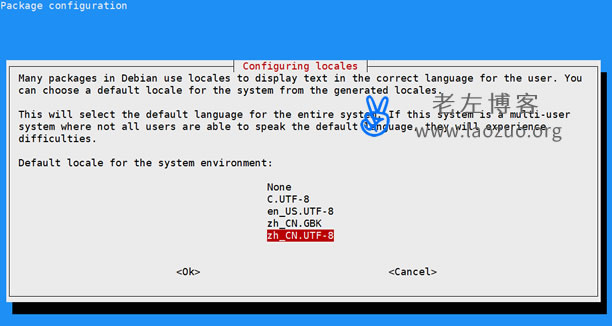 Package configuration
Configuring locales
Many packages in Debian use locales to display text in the correct language for the user. You
can choose a default locale for the system from the generated locales.
This will select the default language for the entire system. If this system is a multi-user
system where not all users are able to speak the default language, they will experience
difficulties.
老左博客
www.laozuo.org
Default locale for the system environment:
None
C.UTF-8
en_US.UTF-8
zh_CN.GBK
zh_CN.UTF-8
<Ok> <Cancel>